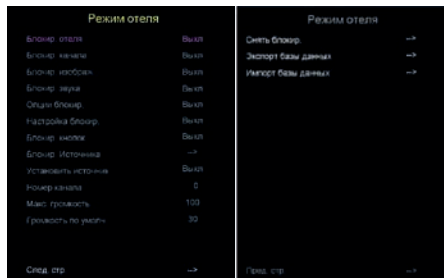 Режим отеля
Блокир. отеля Выкл
Блокир. канала Выкл
Блокир. изображ. Выкл
Блокир. звука Выкл
Опции блокир. Выкл
Настройка блокир. Выкл
Блокир. кнопок Выкл
Блокир. Источника -->
Установить источник Выкл
Номер канала 0
Макс. громкость 100
Громкость по умолч. 30
След. стр. -->
Режим отеля
Снять блокир. -->
Экспорт базы данных -->
Импорт базы данных -->
Пред. стр. -->